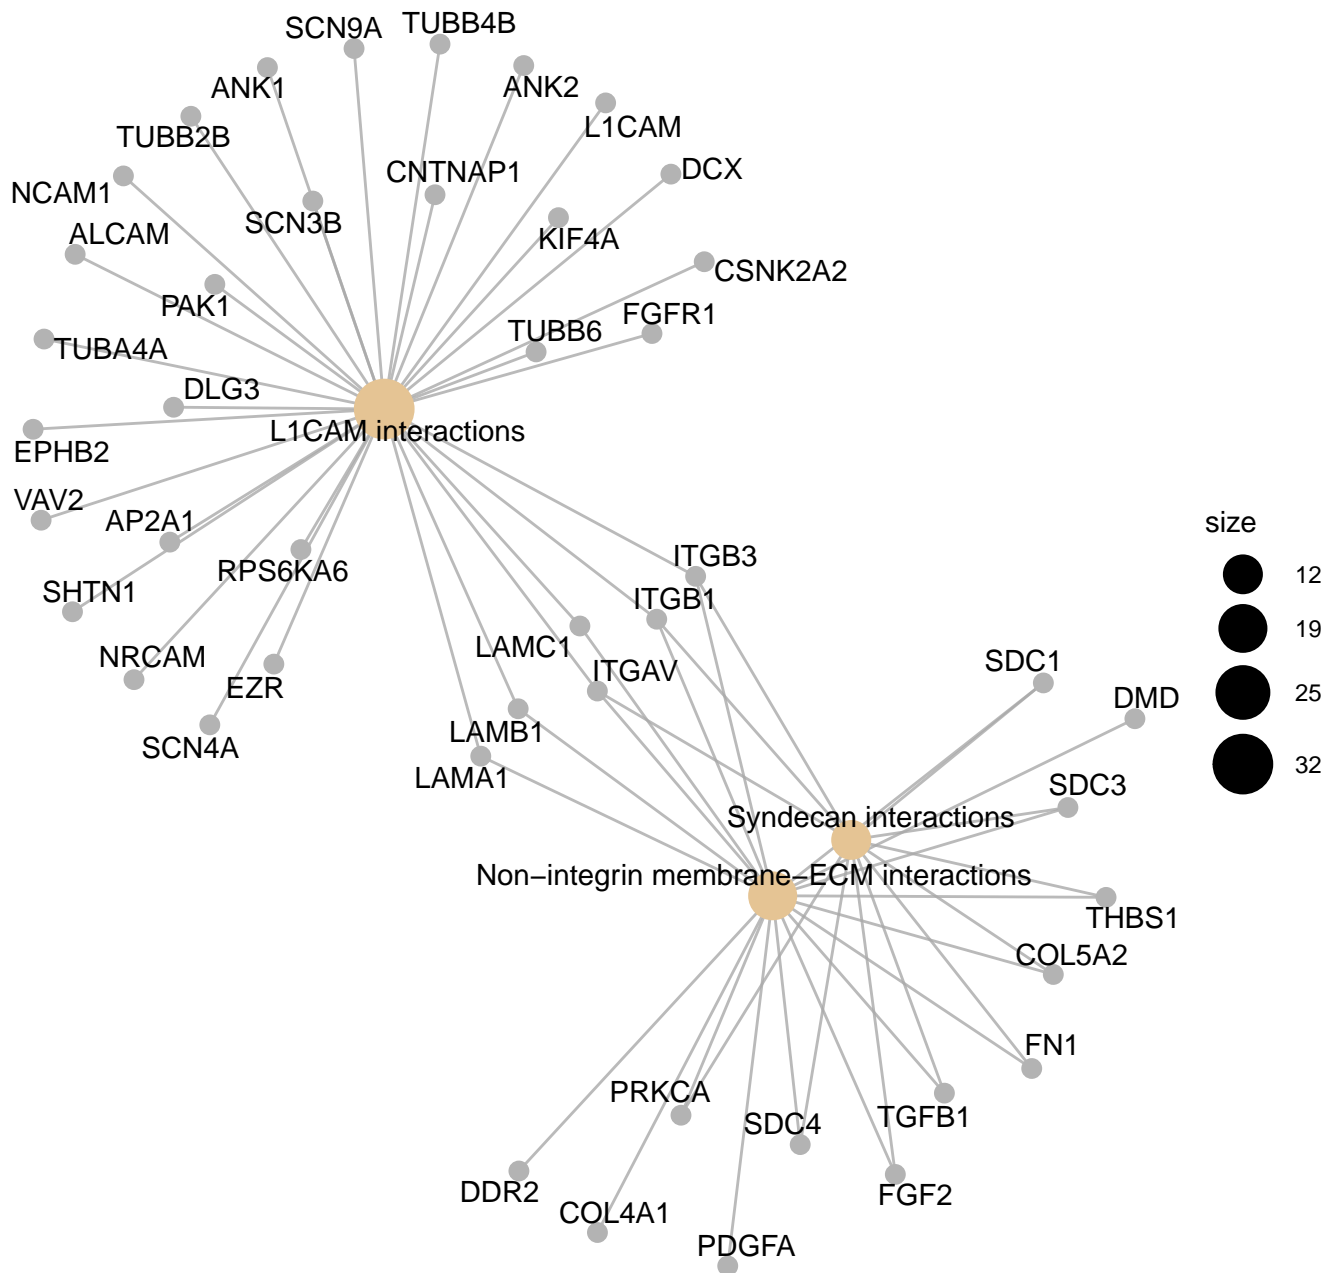 SCN9A
TUBB4B
ANK1
ANK2
TUBB2B
L1CAM
CNTNAP1
DCX
NCAM1
SCN3B
ALCAM
KIF4A
CSNK2A2
PAK1
FGFR1
TUBB6
TUBA4A
DLG3
L1CAM interactions
EPHB2
VAV2
AP2A1
size
RPS6KA6
ITGB3
12
SHTN1
ITGB1
19
LAMC1
NRCAM
ITGAV
SDC1
EZR
DMD
25
SCN4A
LAMB1
32
LAMA1
SDC3
Syndecan interactions
Non−integrin membrane−ECM interactions
THBS1
COL5A2
FN1
PRKCA
TGFB1
SDC4
DDR2
FGF2
COL4A1
PDGFA